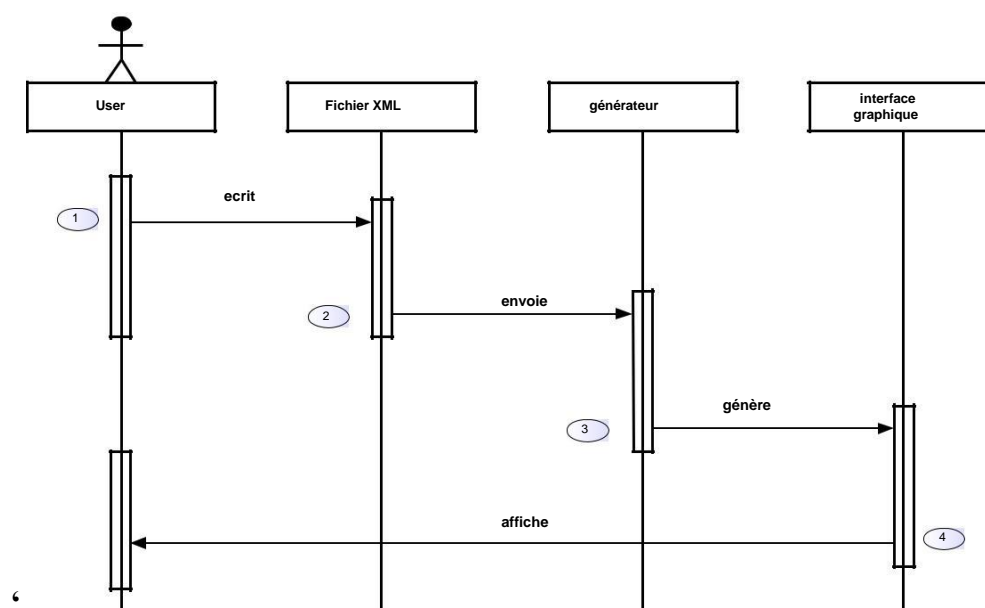 User
Fichier XML
générateur
interface
graphique
ecrit
1
envoie
2
génère
3
affiche
4
‘